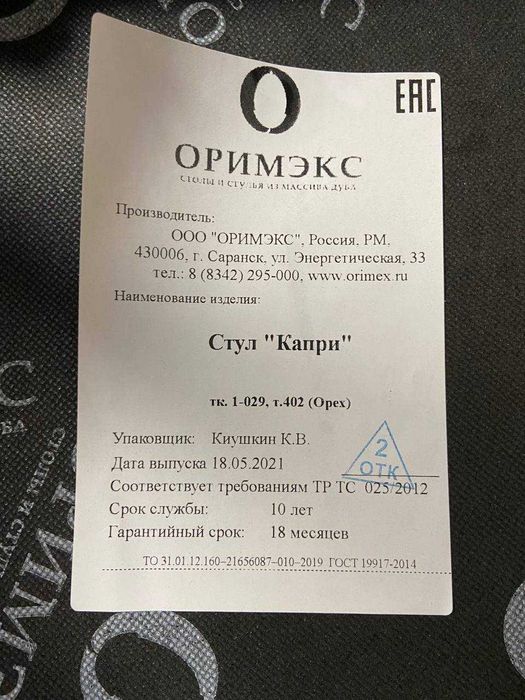 ЕАС
ОРИМЭКС
СТОЛЫ И СТУЛЬЯ ИЗ МАССИВА ДУБА
Производитель:
ООО "ОРИМЭКС", Россия, РМ,
430006, г. Саранск, ул. Энергетическая, 33
тел.: 8 (8342) 295-000, www.orimex.ru
Наименование изделия:
Стул "Капри"
тк. 1-029, т.402 (Орех)
Упаковщик: Киушкин К.В.
2
ОТК
Дата выпуска 18.05.2021
Соответствует требованиям ТР ТС 025/2012
Срок службы: 10 лет
Гарантийный срок: 18 месяцев
ТО 31.01.12.160–21656087–010–2019 ГОСТ 19917-2014